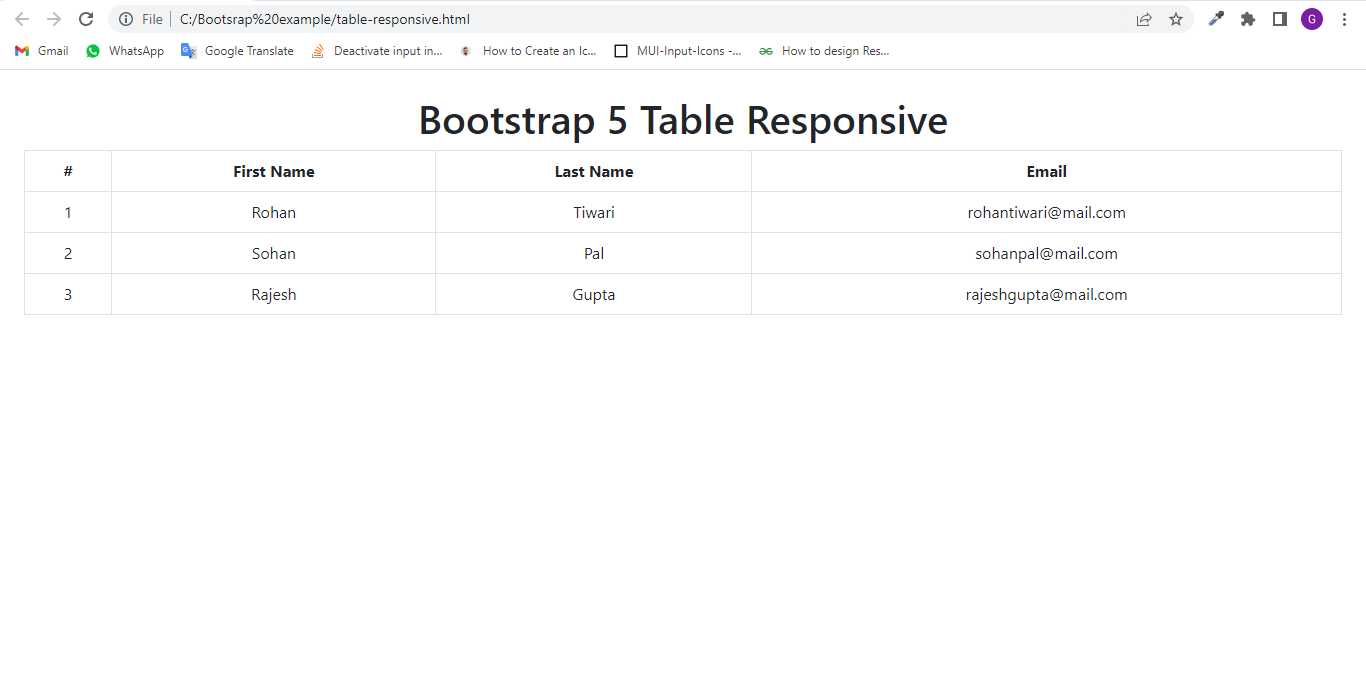 File C:/Bootsrap%20example/table-responsive.html G
Gmail WhatsApp Google Translate Deactivate input in... How to Create an Ic... MUI-Input-Icons -... How to design Res...
Bootstrap 5 Table Responsive
# First Name Last Name Email
1 Rohan Tiwari rohantiwari@mail.com
2 Sohan Pal sohanpal@mail.com
3 Rajesh Gupta rajeshgupta@mail.com